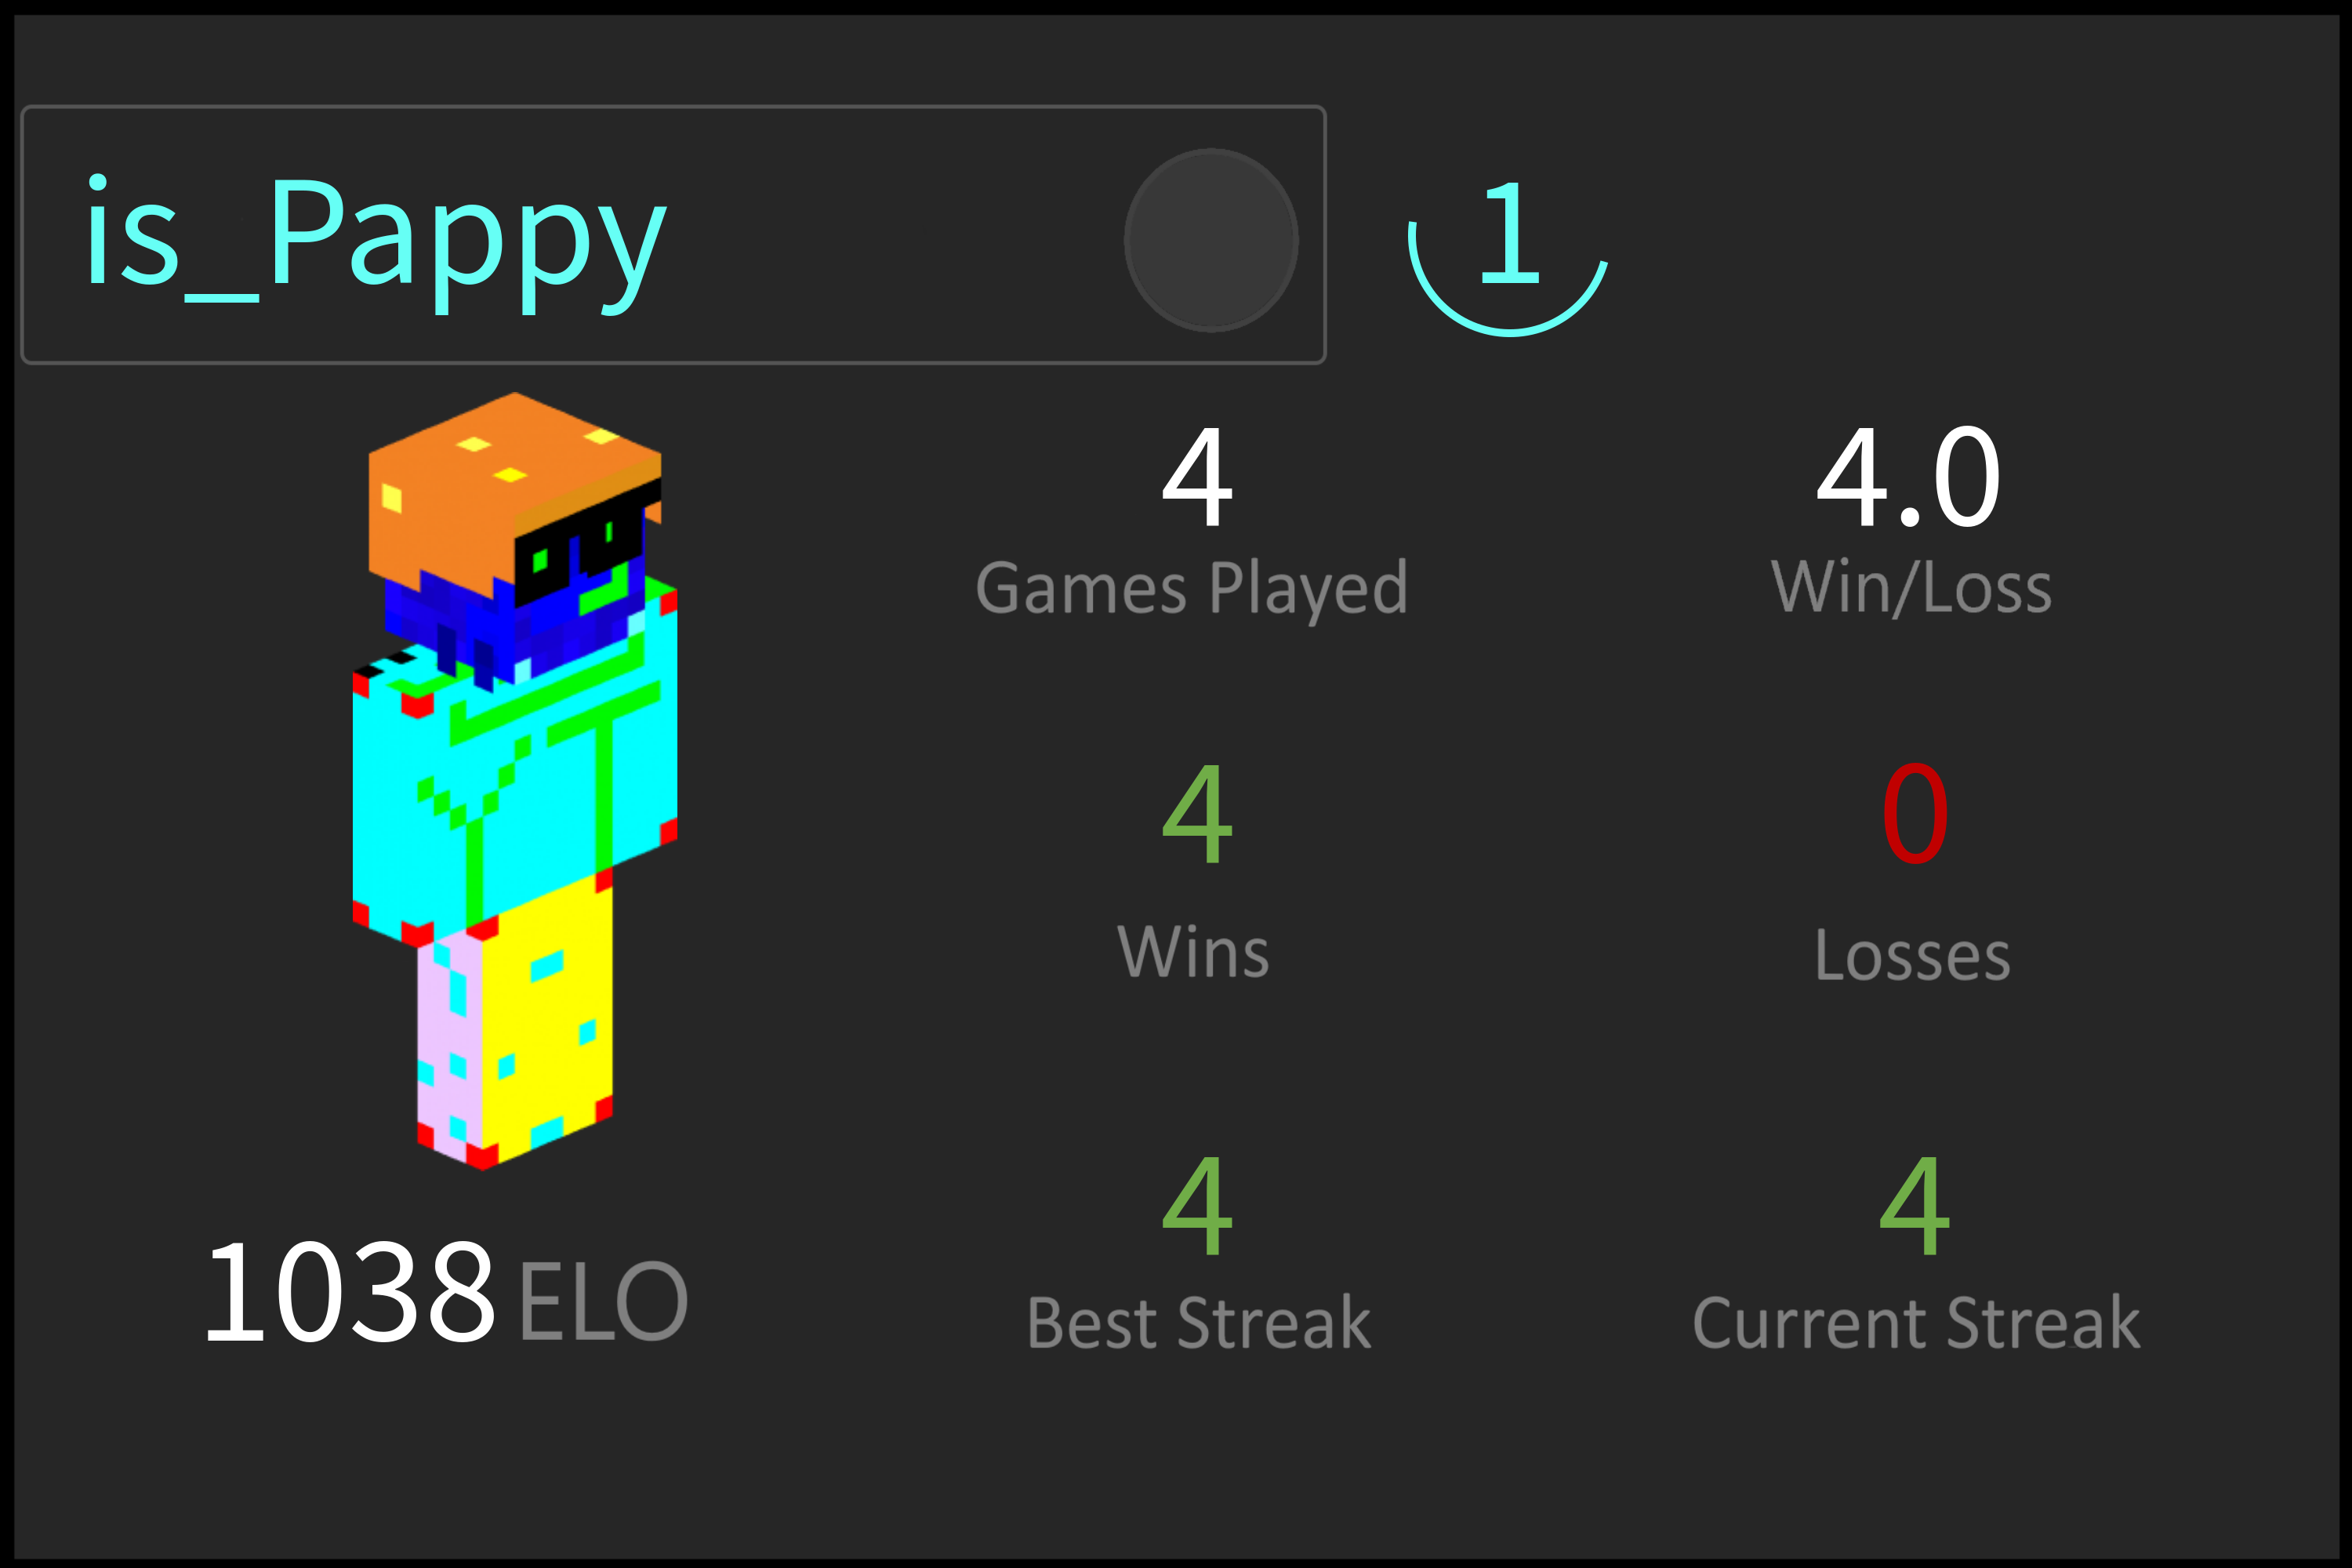 is_Pappy
1
4
4.0
Games Played
Win/Loss
4
0
Wins
Losses
4
4
1038 ELO
Best Streak
Current Streak